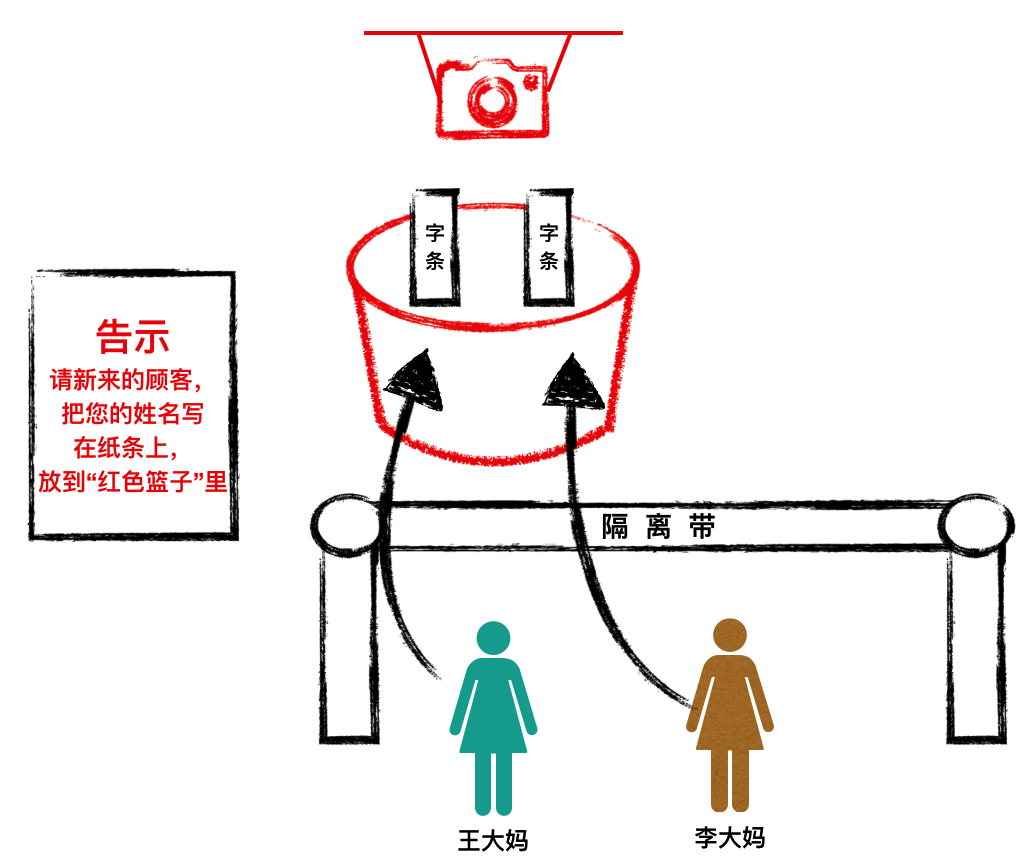 字
条
字
条
告示
请新来的顾客，
把您的姓名写
在纸条上，
放到“红色篮子”里
隔离带
王大妈
李大妈